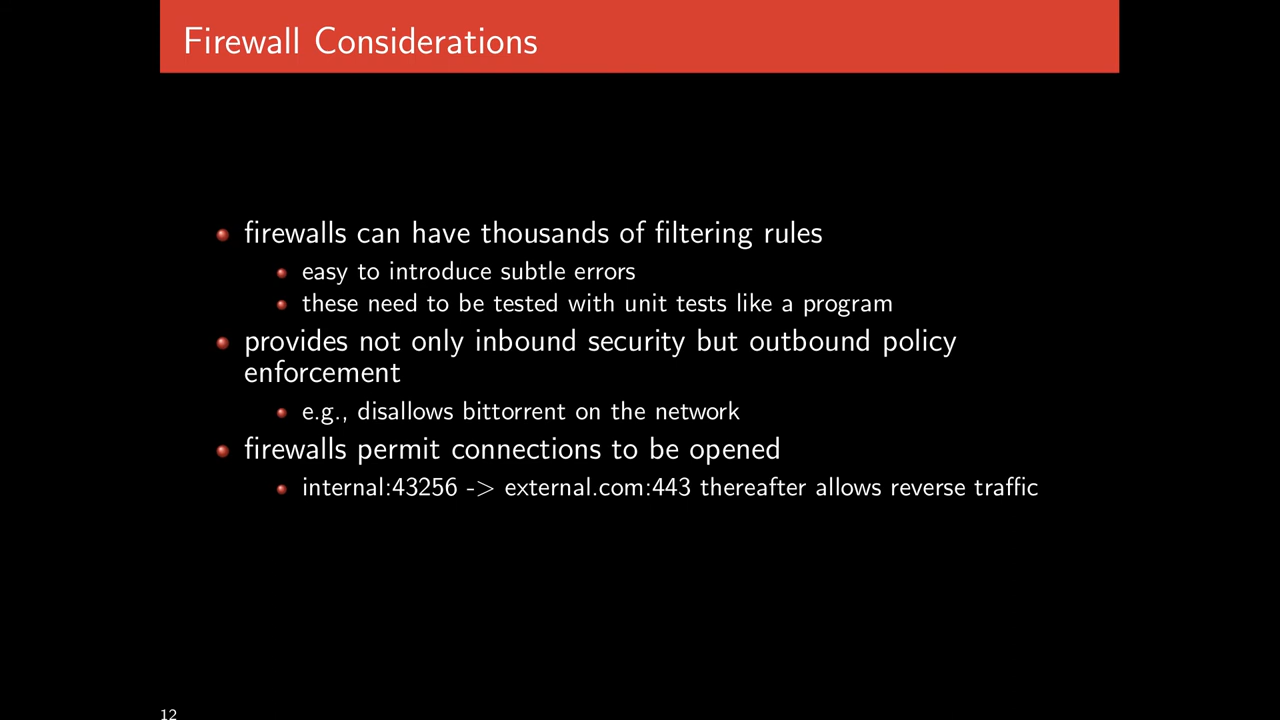 Firewall Considerations
firewalls can have thousands of filtering rules
easy to introduce subtle errors
these need to be tested with unit tests like a program
provides not only inbound security but outbound policy
enforcement
e.g., disallows bittorrent on the network
firewalls permit connections to be opened
internal:43256 -> external.com:443 thereafter allows reverse traffic
12